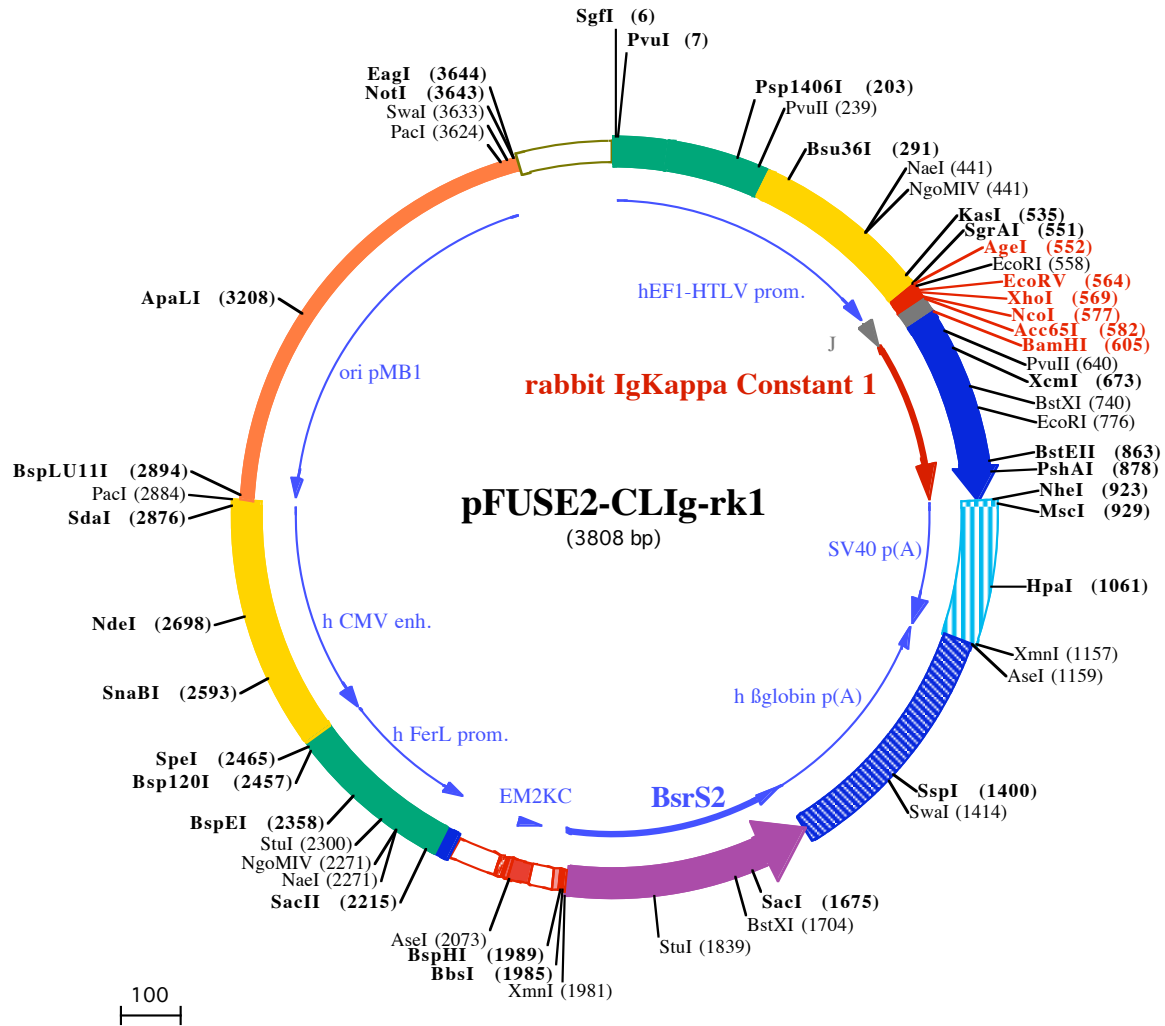 SgfI (6)
PvuI (7)
EagI (3644)
NotI (3643)
SwaI (3633)
PacI (3624)
Psp1406I (203)
PvuII (239)
Bsu36I (291)
NaeI (441)
NgoMIV (441)
KasI (535)
SgrAI (551)
AgeI (552)
EcoRI (558)
EcoRV (564)
XhoI (569)
NcoI (577)
Acc65I (582)
BamHI (605)
PvuII (640)
XcmI (673)
BstXI (740)
EcoRI (776)
BstEII (863)
PshAI (878)
NheI (923)
MscI (929)
HpaI (1061)
XmnI (1157)
AseI (1159)
SspI (1400)
SwaI (1414)
SacI (1675)
BstXI (1704)
StuI (1839)
XmnI (1981)
BbsI (1985)
BspHI (1989)
AseI (2073)
SacII (2215)
NaeI (2271)
NgoMIV (2271)
StuI (2300)
BspEI (2358)
Bsp120I (2457)
SpeI (2465)
SnaBI (2593)
NdeI (2698)
SdaI (2876)
PacI (2884)
BspLU11I (2894)
ApaLI (3208)
hEF1-HTLV prom.
J
rabbit IgKappa Constant 1
ori pMB1
pFUSE2-CLIg-rk1
(3808 bp)
SV40 p(A)
h CMV enh.
h ßglobin p(A)
h FerL prom.
EM2KC
BsrS2
100